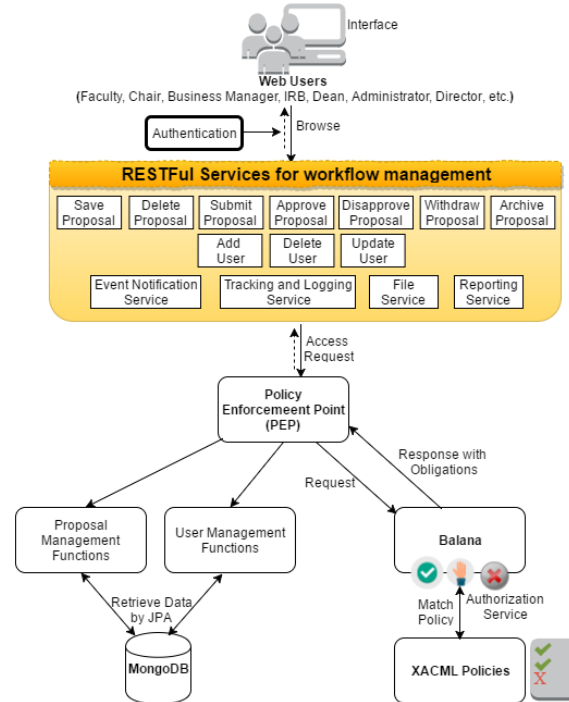 Interface
Web Users
(Faculty, Chair, Business Manager, IRB, Dean, Administrator, Director, etc.)
Authentication
Browse
RESTFul Services for workflow management
Save
Proposal
Delete
Proposal
Submit
Proposal
Approve
Proposal
Disapprove
Proposal
Withdraw
Proposal
Archive
Proposal
Add
User
Delete
User
Update
User
Event Notification
Service
Tracking and Logging
Service
File
Service
Reporting
Service
Access
Request
Policy
Enforcemeent Point
(PEP)
Response with
Obligations
Request
Proposal
Management
Functions
User Management
Functions
Balana
Retrieve Data
by JPA
Match
Policy
Authorization
Service
MongoDB
XACML Policies
X